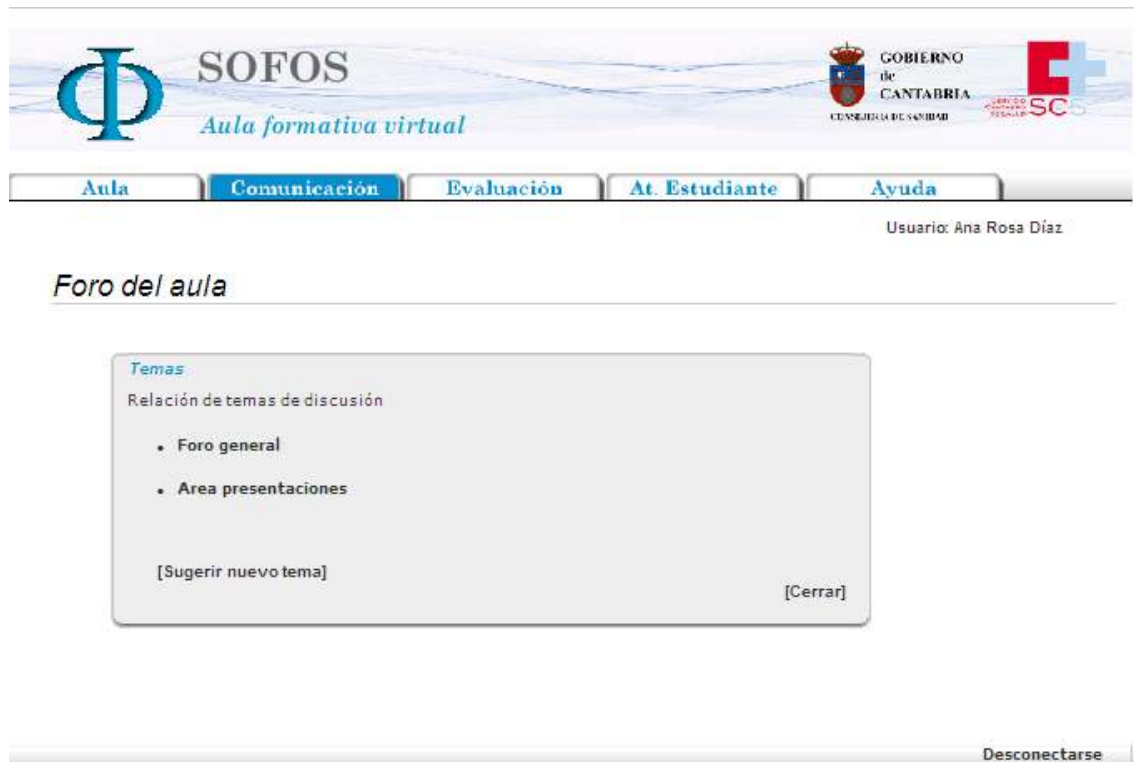 SOFOS
Aula formativa virtual
GOBIERNO
de
CANTABRIA
CONSEJERIA DE SANIDAD
SCS
Aula
Comunicación
Evaluación
At. Estudiante
Ayuda
Usuario: Ana Rosa Díaz
Foro del aula
Temas
Relación de temas de discusión
• Foro general
• Area presentaciones
[Sugerir nuevo tema]
[Cerrar]
Desconectarse